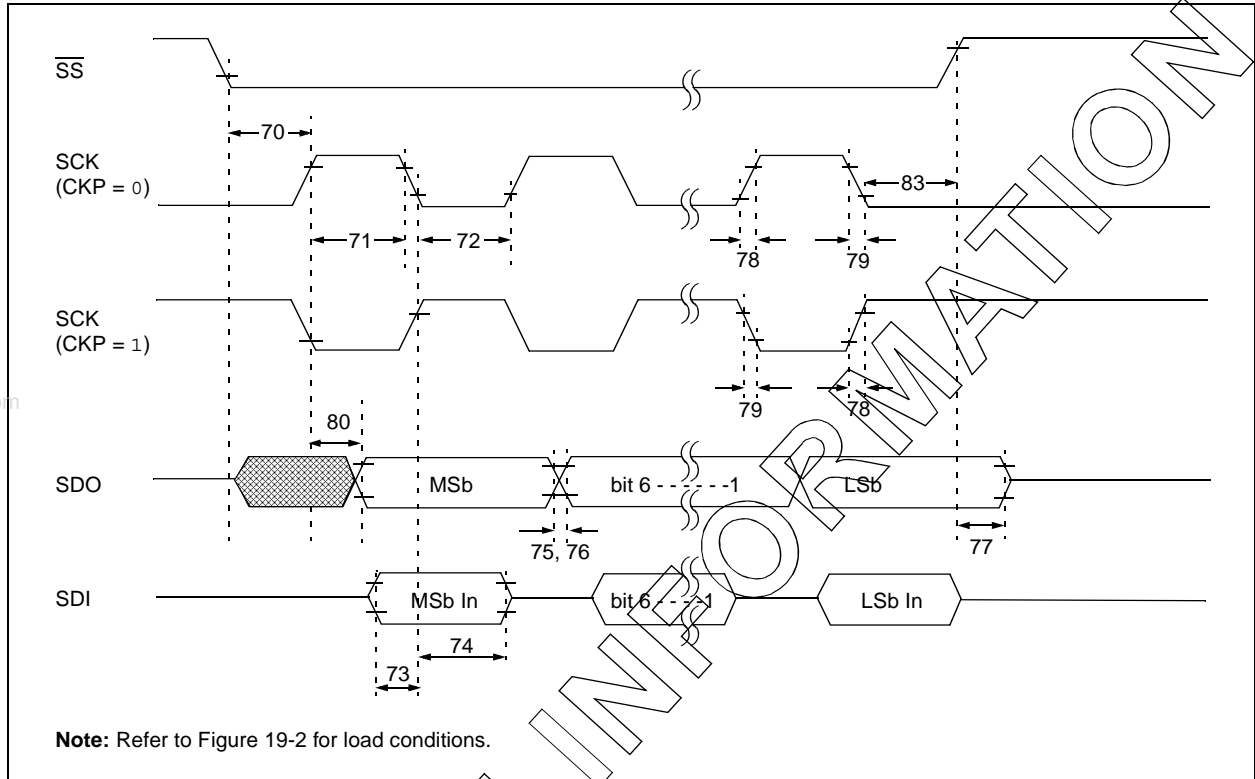 SS
70
SCK
(CKP = 0)
83
71
72
78
79
SCK
(CKP = 1)
79
78
80
SDO
MSb
bit 6 - - - - - -1
LSb
75, 76
77
SDI
MSb In
bit 6 - - - - -1
LSb In
74
73
Note: Refer to Figure 19-2 for load conditions.
INFORMATION
om